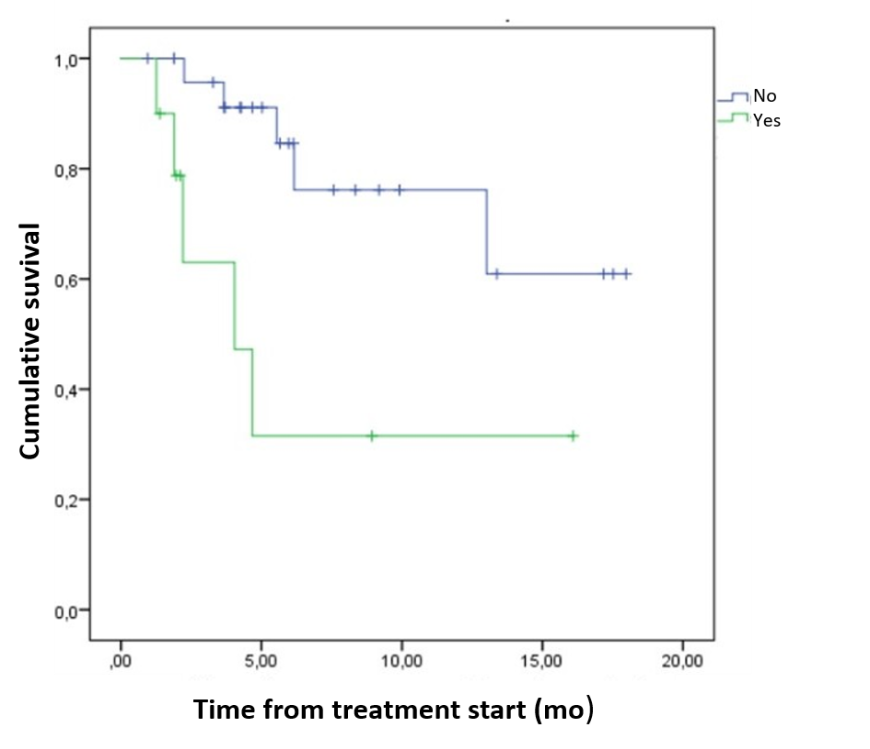 1,0
0,8
0,6
0,4
0,2
0,0
Cumulative suvival
No
Yes
,00 5,00 10,00 15,00 20,00
Time from treatment start (mo)